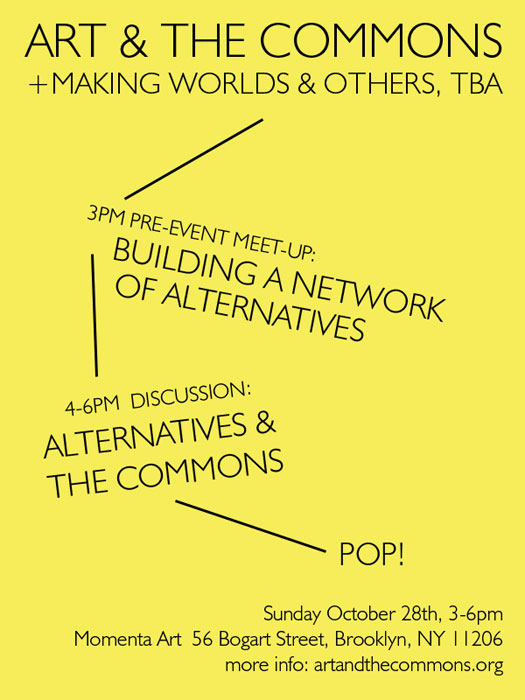 ART & THE COMMONS
+MAKING WORLDS & OTHERS, TBA
3PM PRE-EVENT MEET-UP:
BUILDING A NETWORK
OF ALTERNATIVES
4-6PM DISCUSSION:
ALTERNATIVES &
THE COMMONS
POP!
Sunday October 28th, 3-6pm
Momenta Art 56 Bogart Street, Brooklyn, NY 11206
more info: artandthecommons.org